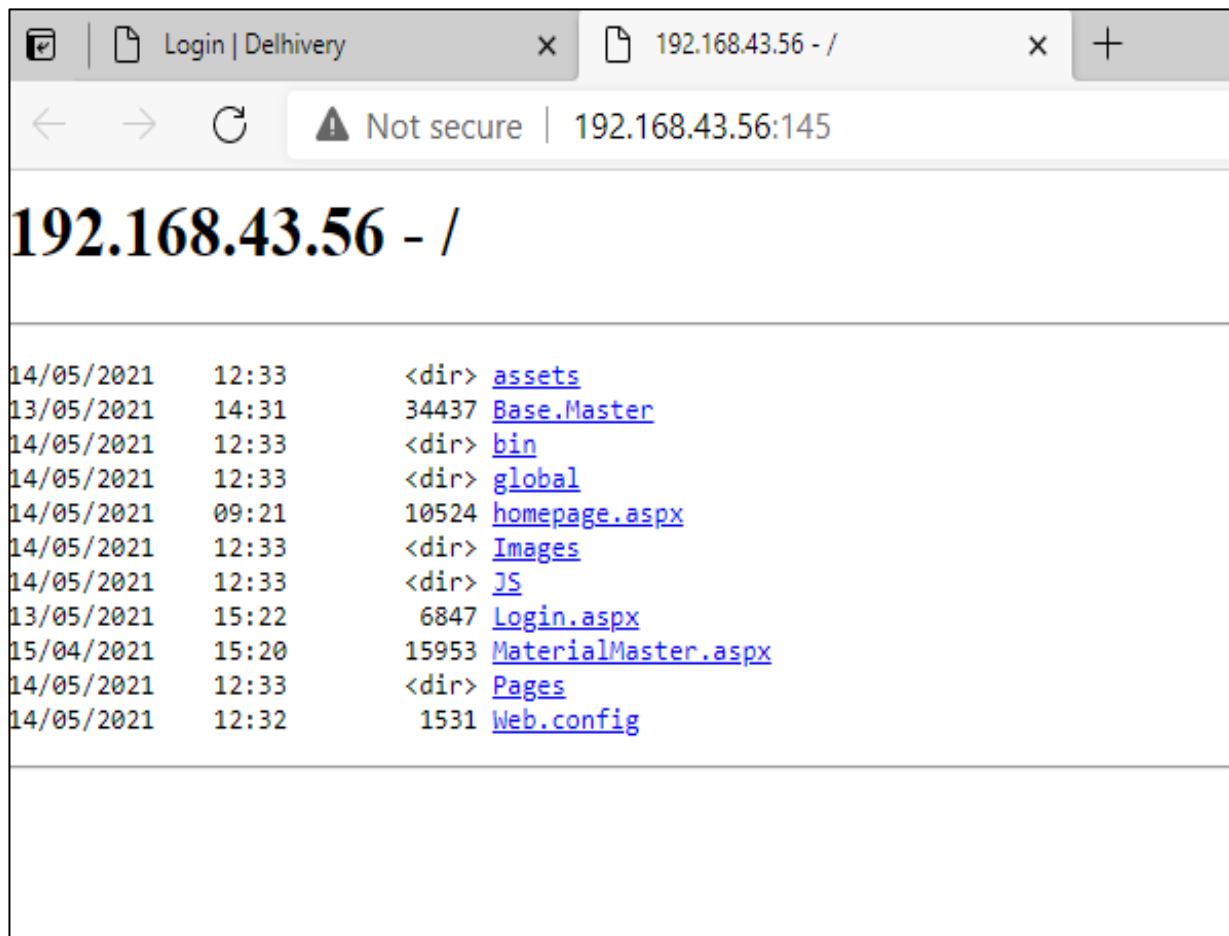 Login | Delhivery 192.168.43.56 - /
Not secure | 192.168.43.56:145
192.168.43.56 - /
14/05/2021 12:33 <dir> assets
13/05/2021 14:31 34437 Base.Master
14/05/2021 12:33 <dir> bin
14/05/2021 12:33 <dir> global
14/05/2021 09:21 10524 homepage.aspx
14/05/2021 12:33 <dir> Images
14/05/2021 12:33 <dir> JS
13/05/2021 15:22 6847 Login.aspx
15/04/2021 15:20 15953 MaterialMaster.aspx
14/05/2021 12:33 <dir> Pages
14/05/2021 12:32 1531 Web.config